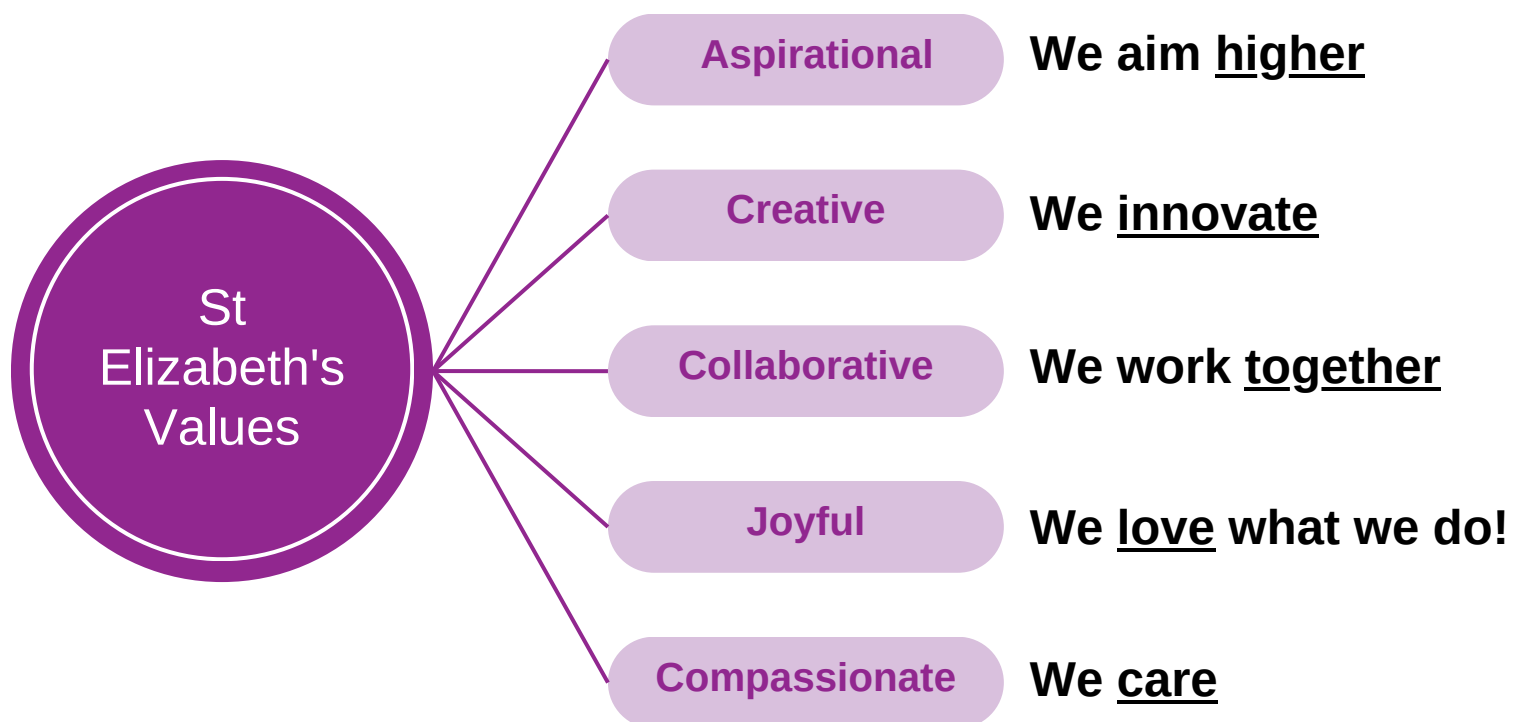 St
Elizabeth's
Values
Aspirational We aim higher
Creative We innovate
Collaborative We work together
Joyful We love what we do!
Compassionate We care